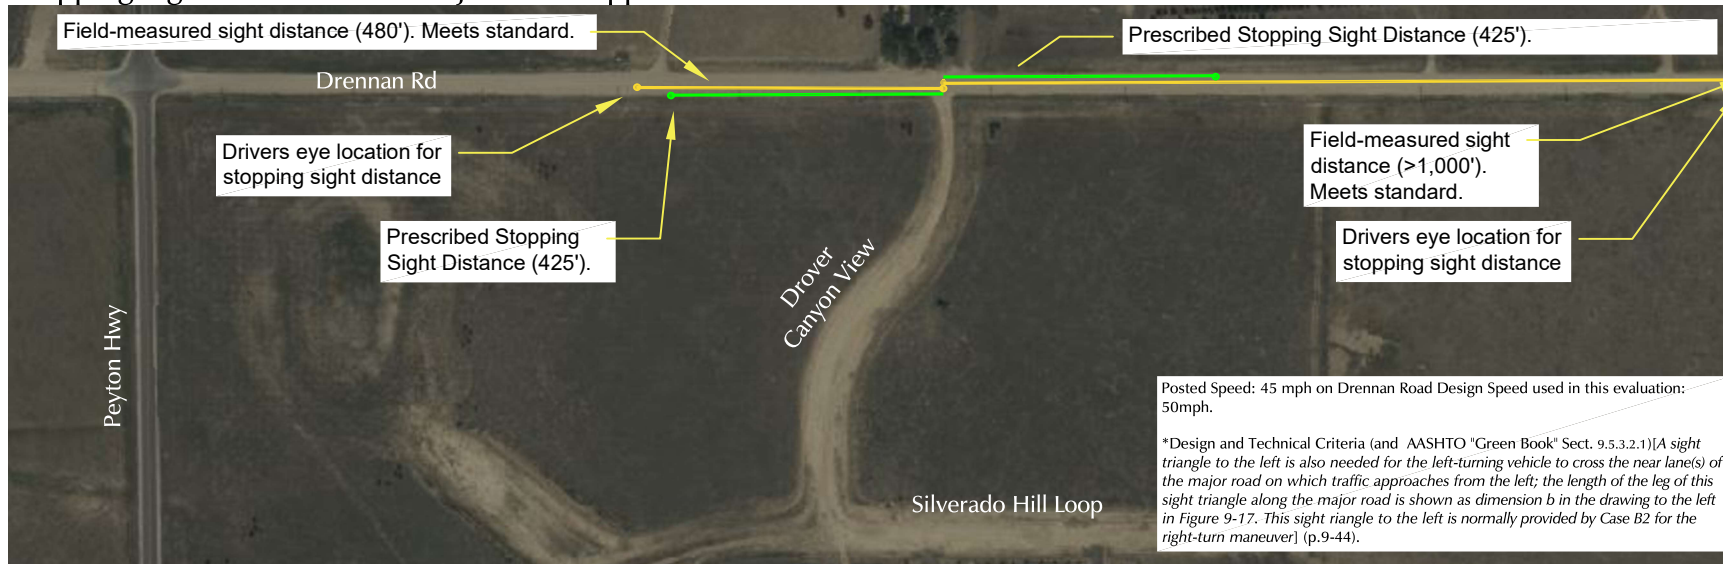 Field-measured sight distance (480'). Meets standard.
Prescribed Stopping Sight Distance (425').
Drennan Rd
Drivers eye location for
stopping sight distance
Field-measured sight
distance (>1,000').
Meets standard.
Prescribed Stopping
Sight Distance (425').
Drivers eye location for
stopping sight distance
Drover
Canyon View
Peyton Hwy
Silverado Hill Loop
Posted Speed: 45 mph on Drennan Road Design Speed used in this evaluation:
50mph.
*Design and Technical Criteria (and AASHTO "Green Book" Sect. 9.5.3.2.1)[A sight
triangle to the left is also needed for the left-turning vehicle to cross the near lane(s) of
the major road on which traffic approaches from the left; the length of the leg of this
sight triangle along the major road is shown as dimension b in the drawing to the left
in Figure 9-17. This sight riangle to the left is normally provided by Case B2 for the
right-turn maneuver] (p.9-44).